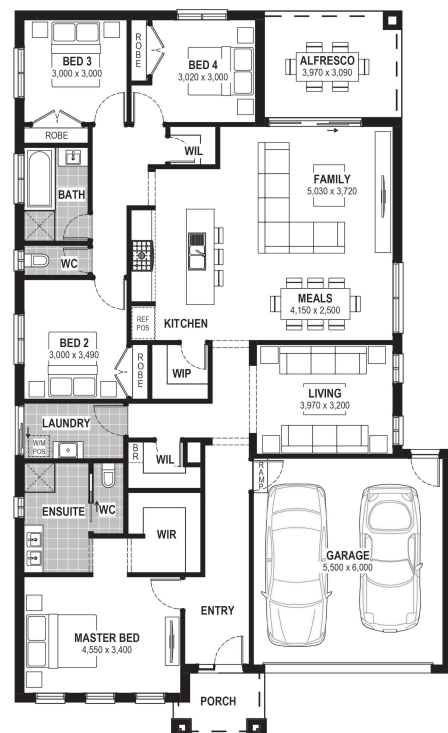 BED 3
3,000 x 3,000
ROBE
BED 4
3,020 x 3,000
ALFRESCO
3,970 x 3,090
ROBE
WIL
BATH
FAMILY
5,030 x 3,720
WC
MEALS
4,150 x 2,500
REF
POS
KITCHEN
BED 2
3,000 x 3,490
ROBE
WIP
LIVING
3,970 x 3,200
LAUNDRY
W/M
POS
BR
WIL
RAMP
ENSUITE
WC
WIR
GARAGE
5,500 x 6,000
ENTRY
MASTER BED
4,550 x 3,400
PORCH